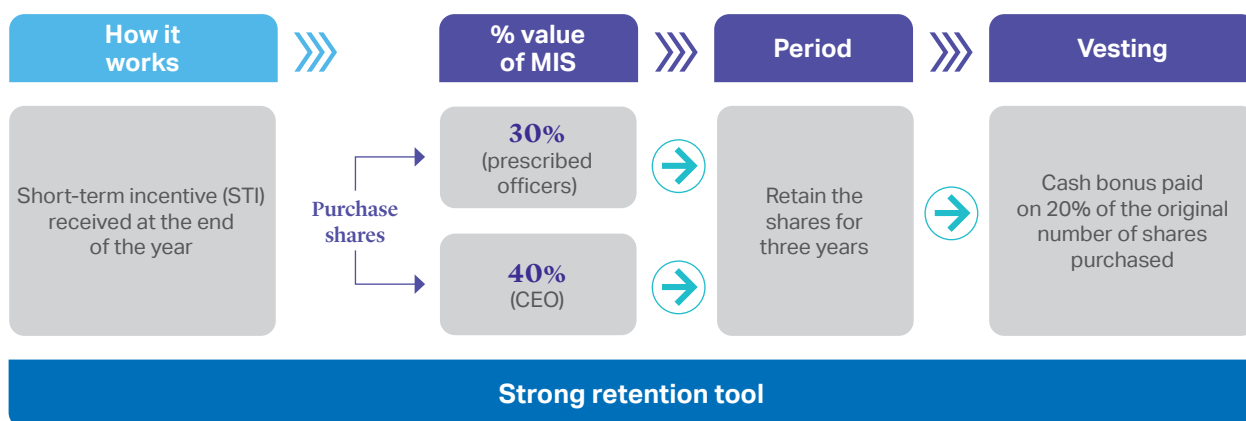 How it
works
% value
of MIS
Period
Vesting
Short-term incentive (STI)
received at the end
of the year
Purchase
shares
30%
(prescribed
officers)
40%
(CEO)
Retain the
shares for
three years
Cash bonus paid
on 20% of the original
number of shares
purchased
Strong retention tool